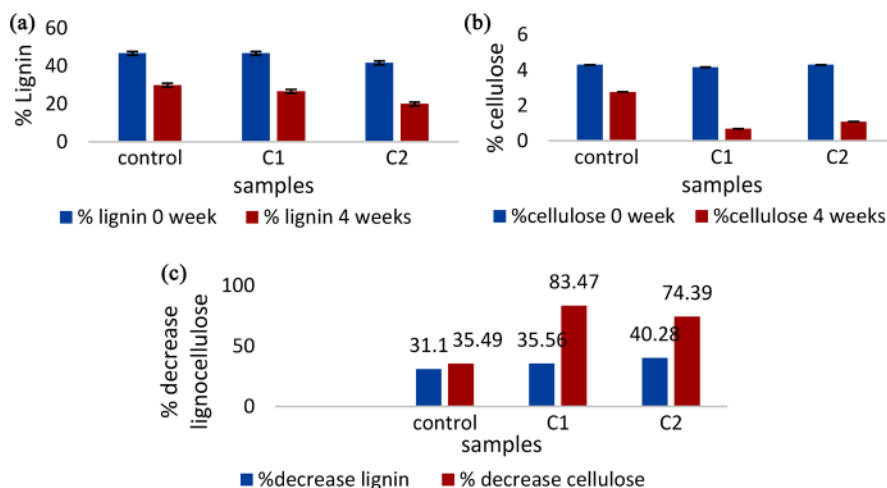 (a)
% Lignin
60
40
20
0
control C1 C2
samples
% lignin 0 week % lignin 4 weeks
(b)
% cellulose
6
4
2
0
control C1 C2
samples
%cellulose 0 week %cellulose 4 weeks
(c)
% decrease
lignocellulose
100
50
0
31.1 35.49 35.56 83.47 40.28 74.39
control C1 C2
samples
%decrease lignin % decrease cellulose